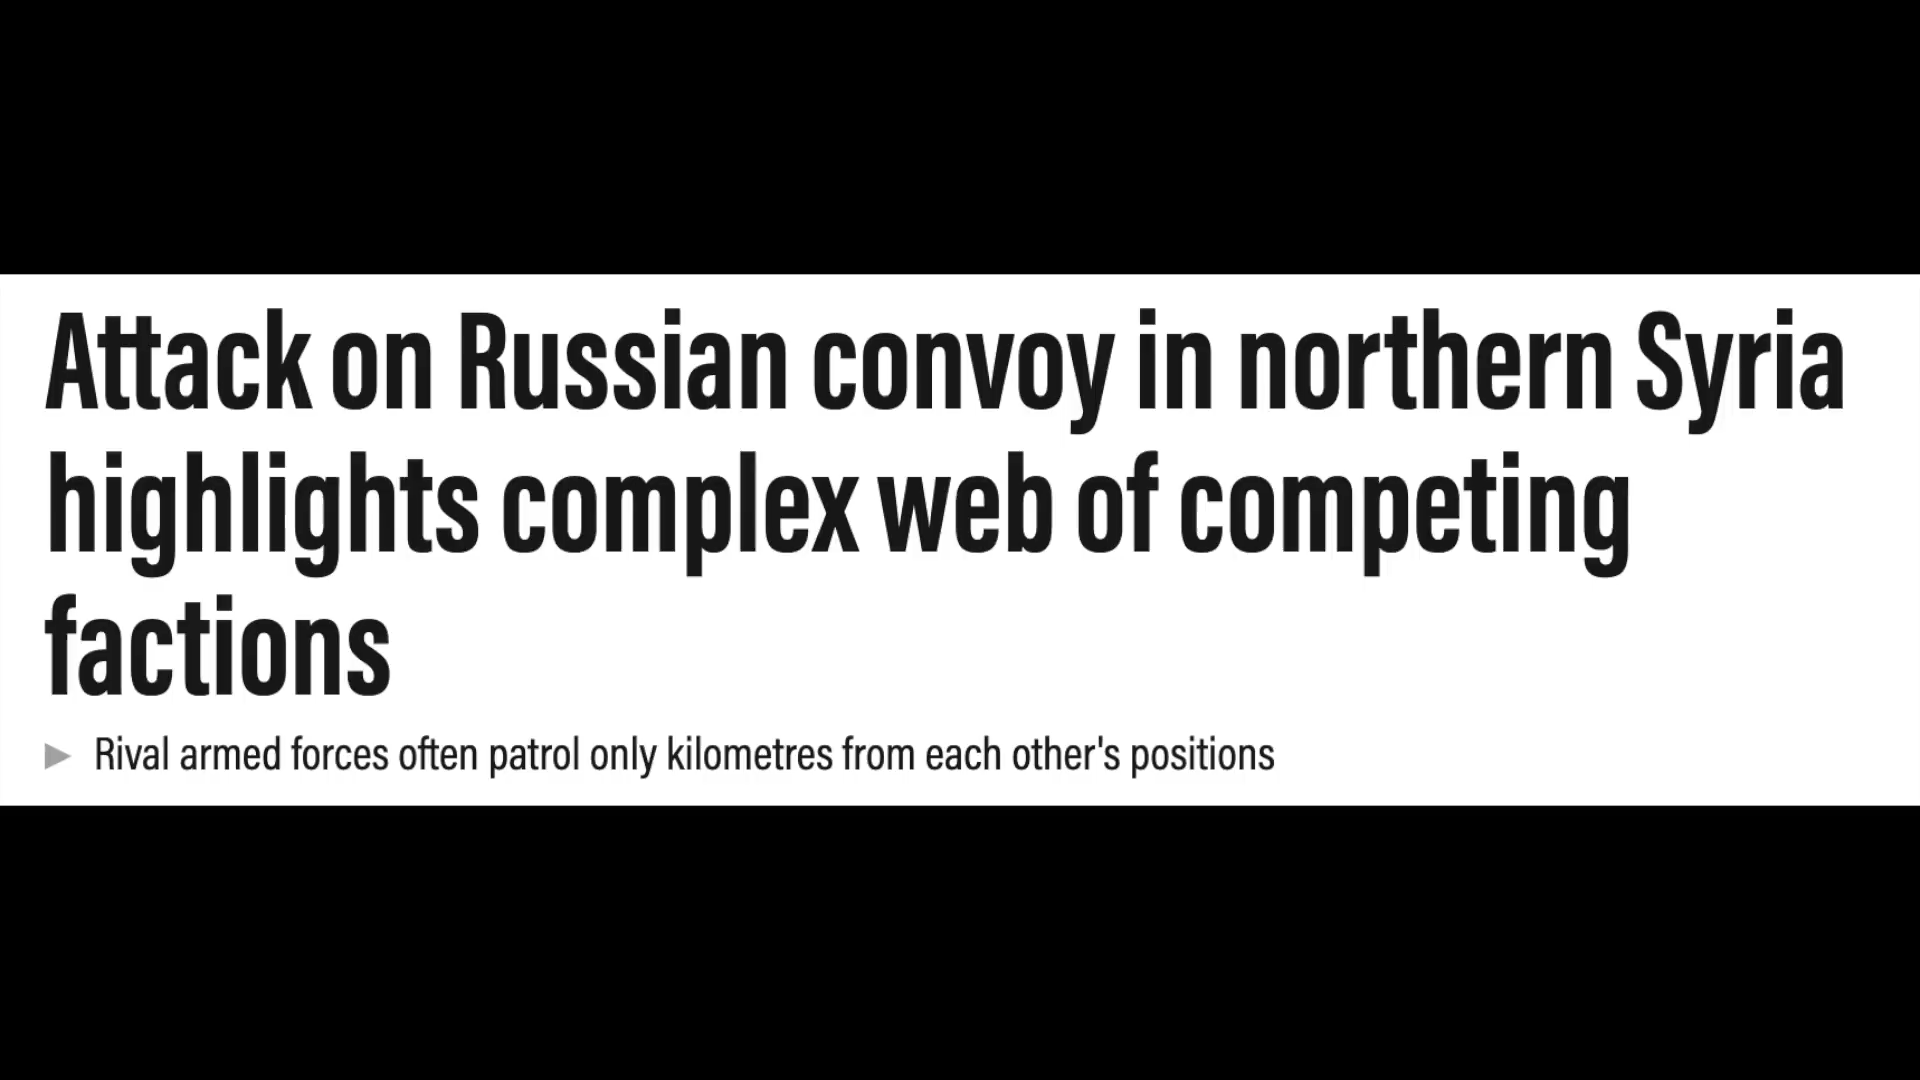 Attack on Russian convoy in northern Syria
highlights complex web of competing
factions
Rival armed forces often patrol only kilometres from each other's positions